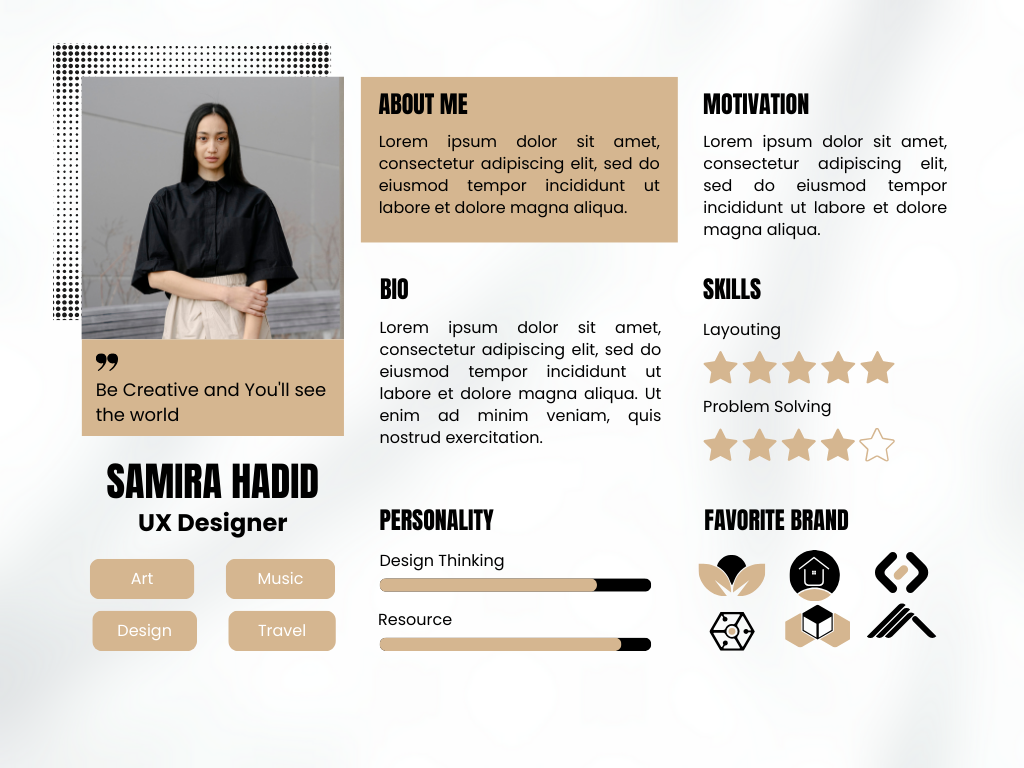 Be Creative and You'll see
the world
SAMIRA HADID
UX Designer
Art
Music
Design
Travel
ABOUT ME
Lorem ipsum dolor sit amet,
consectetur adipiscing elit, sed do
eiusmod tempor incididunt ut
labore et dolore magna aliqua.
BIO
Lorem ipsum dolor sit amet,
consectetur adipiscing elit, sed do
eiusmod tempor incididunt ut
labore et dolore magna aliqua. Ut
enim ad minim veniam, quis
nostrud exercitation.
PERSONALITY
Design Thinking
Resource
MOTIVATION
Lorem ipsum dolor sit amet,
consectetur adipiscing elit,
sed do eiusmod tempor
incididunt ut labore et dolore
magna aliqua.
SKILLS
Layouting
Problem Solving
FAVORITE BRAND